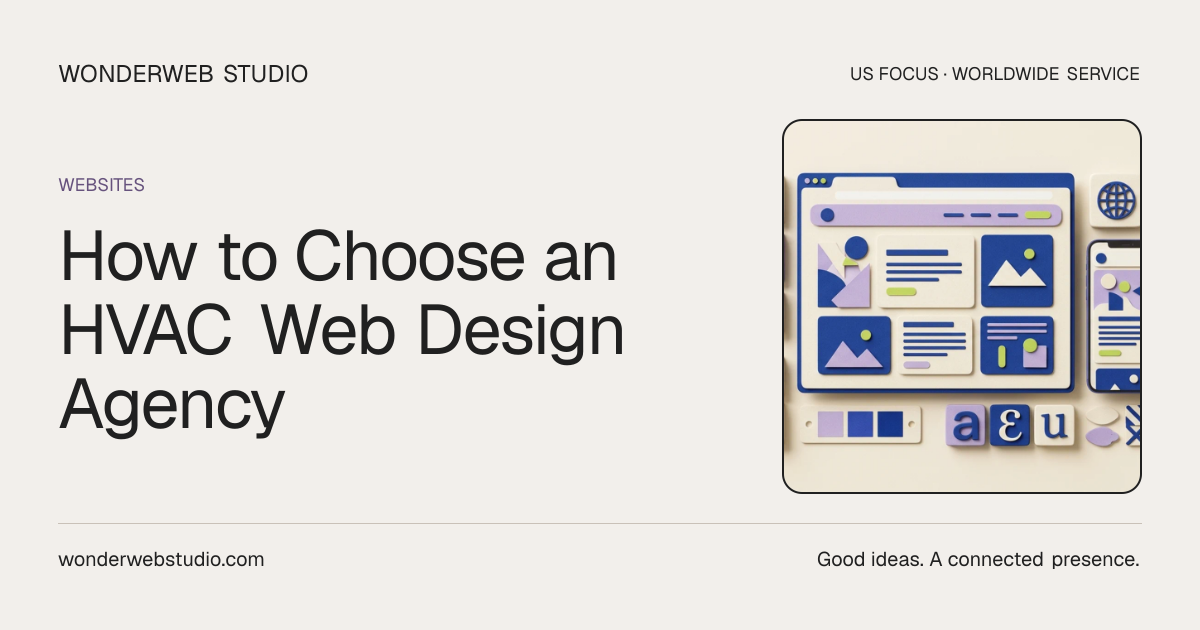 WONDERWEB STUDIO
US FOCUS · WORLDWIDE SERVICE
WEBSITES
How to Choose an
HVAC Web Design
Agency
a ε u
wonderwebstudio.com
Good ideas. A connected presence.